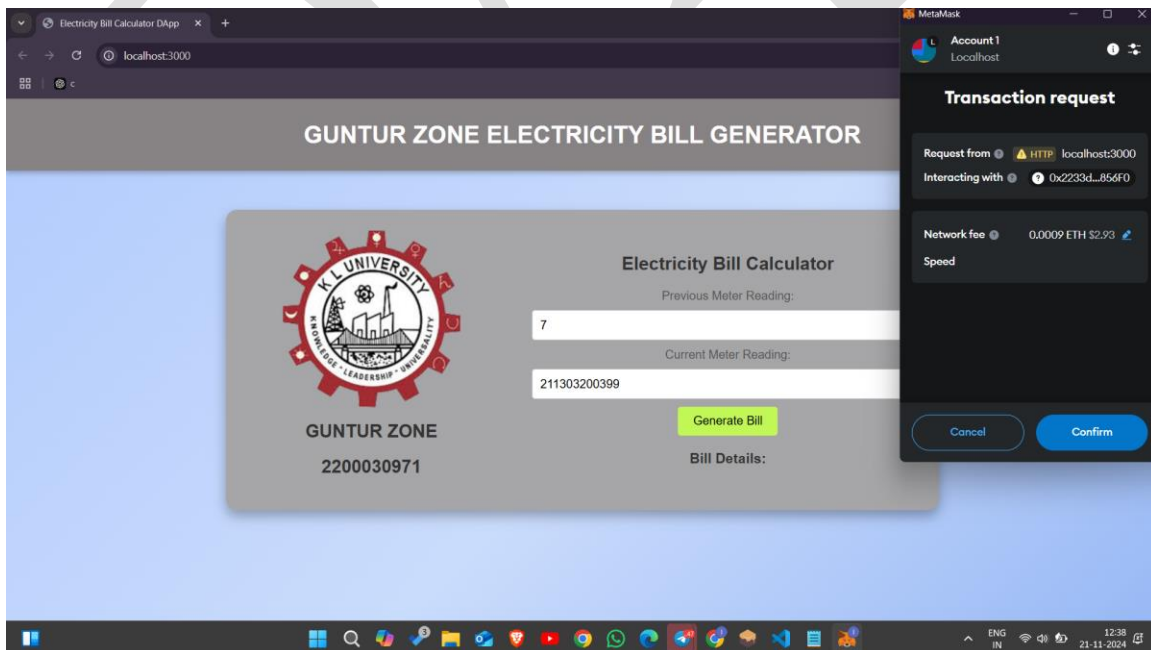 Electricity Bill Calculator DApp
localhost:3000
c
GUNTUR ZONE ELECTRICITY BILL GENERATOR
K L UNIVERSITY
KNOWLEDGE - LEADERSHIP - UNIVERSALITY
GUNTUR ZONE
2200030971
Electricity Bill Calculator
Previous Meter Reading:
7
Current Meter Reading:
211303200399
Generate Bill
Bill Details:
MetaMask
L
Account 1
Localhost
Transaction request
Request from HTTP localhost:3000
Interacting with 0x2233d...856F0
Network fee 0.0009 ETH $2.93
Speed
Cancel Confirm
ENG
IN
12:38
21-11-2024